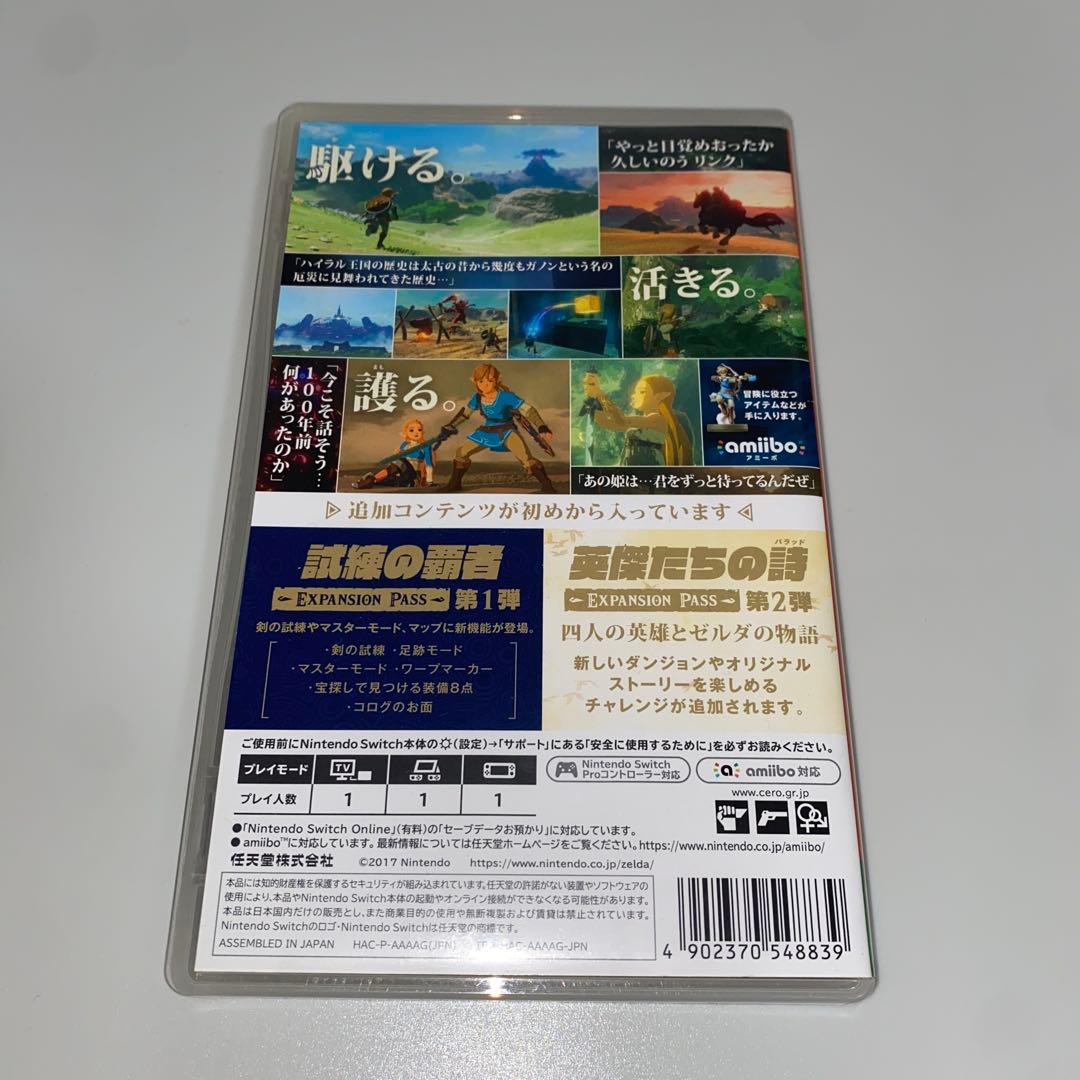 駆ける。
「やっと目覚めおったか
久しいのう リンク」
「ハイラル王国の歴史は太古の昔から幾度もガノンという名の
厄災に見舞われてきた歴史…」
活きる。
「今こそ話そう…
100年前
何があったのか」
まも
護る。
冒険に役立つ
アイテムなどが
手に入ります。
amiibo
アミーボ
「あの姫は…君をずっと待ってるんだぜ」
追加コンテンツが初めから入っています
試練の覇者
EXPANSION PASS 第1弾
剣の試練やマスターモード、マップに新機能が登場。
・剣の試練 ・足跡モード
・マスターモード ・ワープマーカー
・宝探しで見つける装備8点
・コログのお面
バラッド
英傑たちの詩
EXPANSION PASS 第2弾
四人の英雄とゼルダの物語
新しいダンジョンやオリジナル
ストーリーを楽しめる
チャレンジが追加されます。
ご使用前にNintendo Switch本体の(設定)→「サポート」にある「安全に使用するために」を必ずお読みください。
プレイモード TV
プレイ人数 1 1 1
Nintendo Switch
Proコントローラー対応
a amiibo 対応
www.cero.gr.jp
●「Nintendo Switch Online」(有料)の「セーブデータお預かり」に対応しています。
●amiibo™に対応しています。最新情報については任天堂ホームページをご覧ください。https://www.nintendo.co.jp/amiibo/
任天堂株式会社 ©2017 Nintendo https://www.nintendo.co.jp/zelda/
本品には知的財産権を保護するセキュリティが組み込まれています。任天堂の許諾がない装置やソフトウェアの
使用により、本品やNintendo Switch本体の起動やオンライン接続ができなくなる可能性があります。
本品は日本国内だけの販売とし、また商業目的の使用や無断複製および賃貸は禁止されています。
Nintendo Switchのロゴ・Nintendo Switchは任天堂の商標です。
ASSEMBLED IN JAPAN HAC-P-AAAAG(JPN) HAC-AAAAG-JPN
4 902370 548839